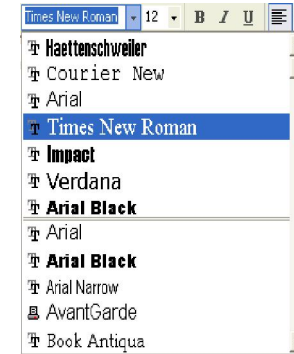 Times New Roman 12 B I U
Haettenschweiler
Courier New
Arial
Times New Roman
Impact
Verdana
Arial Black
Arial
Arial Black
Arial Narrow
AvantGarde
Book Antiqua